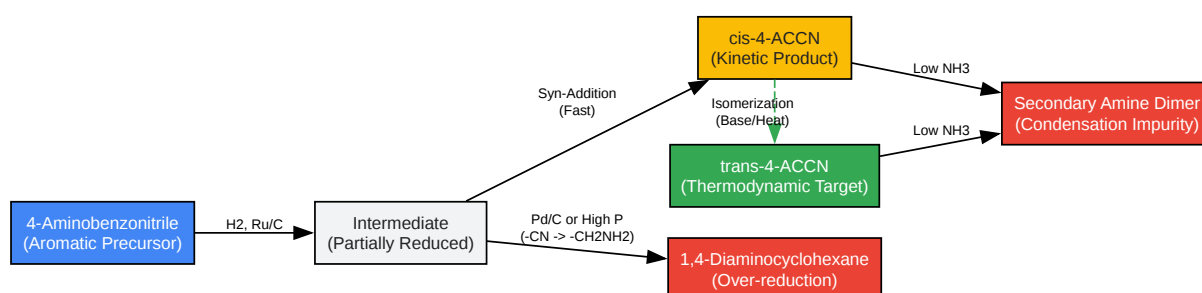 cis-4-ACCN
(Kinetic Product)
Low NH3
Syn-Addition
(Fast)
Isomerization
(Base/Heat)
Secondary Amine Dimer
(Condensation Impurity)
Low NH3
trans-4-ACCN
(Thermodynamic Target)
4-Aminobenzonitrile
(Aromatic Precursor)
H2, Ru/C
Intermediate
(Partially Reduced)
Pd/C or High P
(-CN -> -CH2NH2)
1,4-Diaminocyclohexane
(Over-reduction)